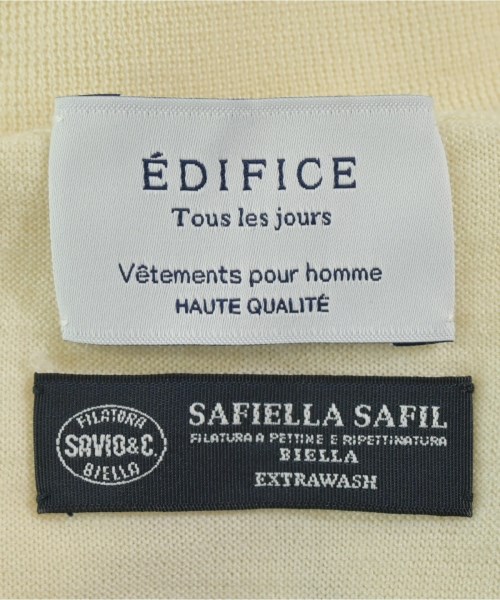 ÉDIFICE
Tous les jours
Vêtements pour homme
HAUTE QUALITÉ
FILATURA
SAVIO&C.
BIELLA
SAFIELLA SAFIL
FILATURA A PETTINE E RIPETTINATURA
BIELLA
EXTRAWASH